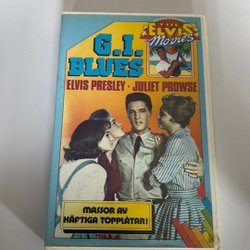 ELVIS
Movies
G.I.
BLUES
ELVIS PRESLEY · JULIET PROWSE
MASSOR AV
HÄFTIGA TOPPLÅTAR!